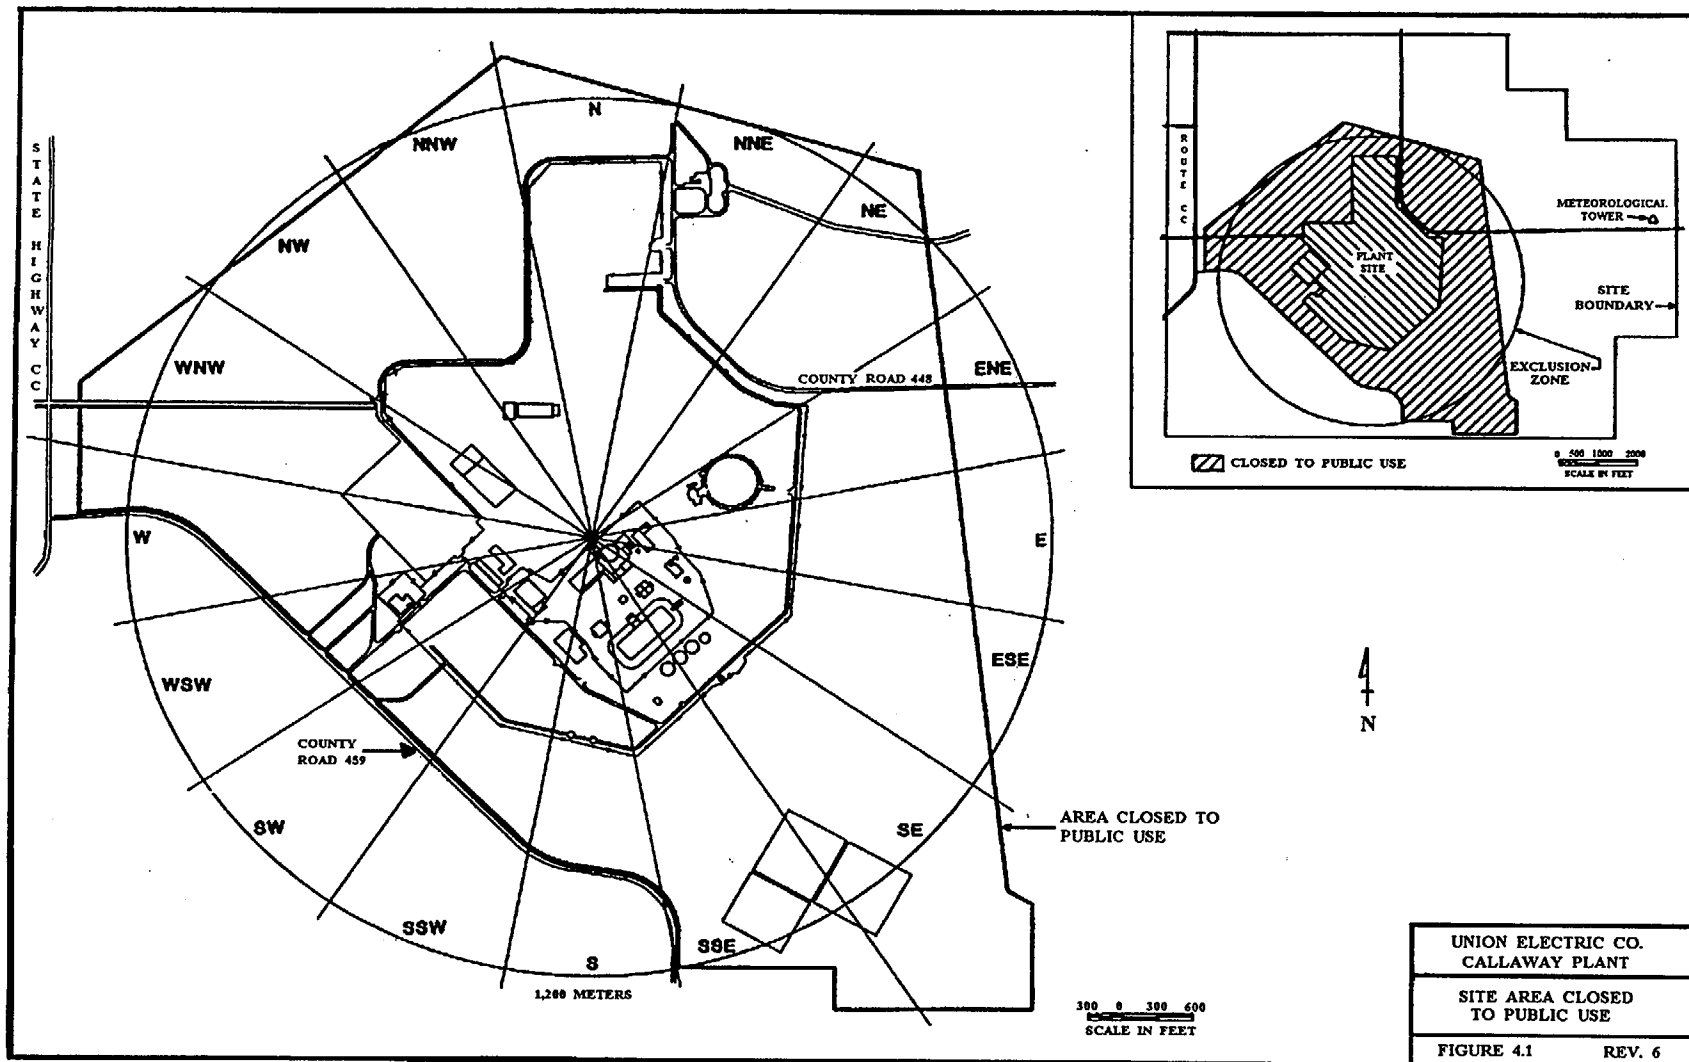 STATE HIGHWAY CC
N
NNW
NNE
NW
NE
WNW
ENE
COUNTY ROAD 448
W
E
WSW
ESE
COUNTY
ROAD 459
SW
SE
SSW
SSE
S
1,200 METERS
AREA CLOSED TO
PUBLIC USE
300 0 300 600
SCALE IN FEET
N
ROUTE CC
METEOROLOGICAL
TOWER
PLANT
SITE
SITE
BOUNDARY
EXCLUSION
ZONE
CLOSED TO PUBLIC USE
0 500 1000 2000
SCALE IN FEET
UNION ELECTRIC CO.
CALLAWAY PLANT
SITE AREA CLOSED
TO PUBLIC USE
FIGURE 4.1 REV. 6